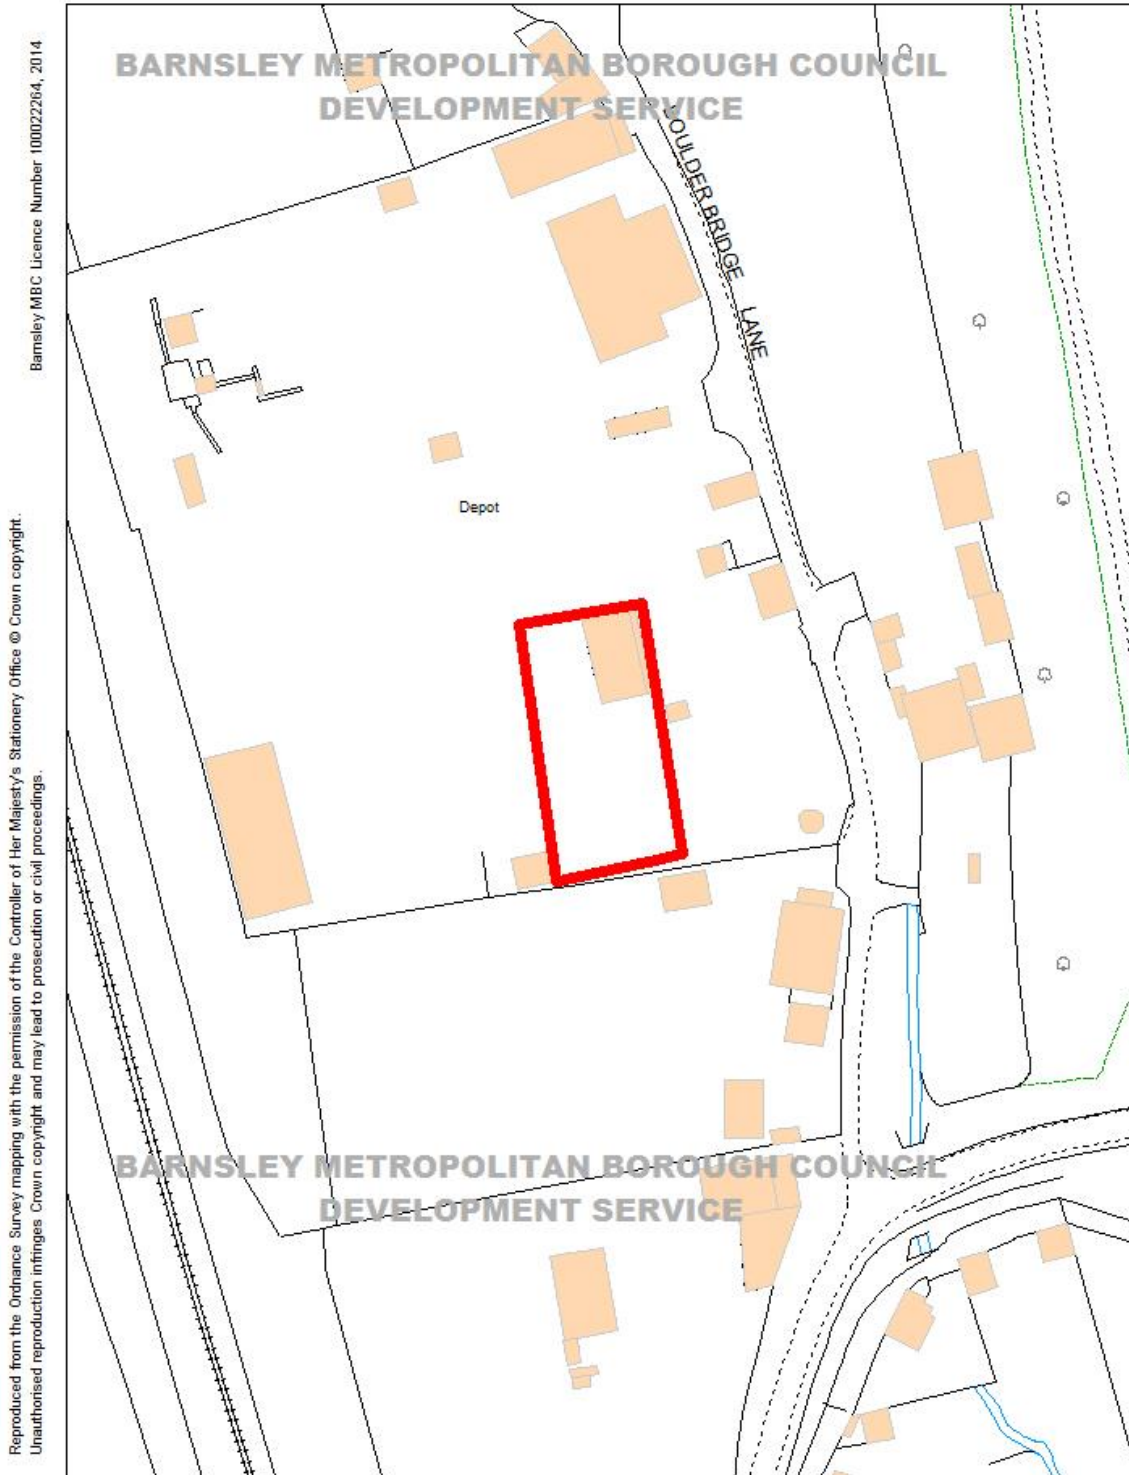 Barnsley MBC Licence Number 100022264, 2014
Reproduced from the Ordnance Survey mapping with the permission of the Controller of Her Majesty's Stationery Office © Crown copyright.
Unauthorised reproduction infringes Crown copyright and may lead to prosecution or civil proceedings.
BARNSLEY METROPOLITAN BOROUGH COUNCIL
DEVELOPMENT SERVICE
BOULDER BRIDGE LANE
Depot
BARNSLEY METROPOLITAN BOROUGH COUNCIL
DEVELOPMENT SERVICE